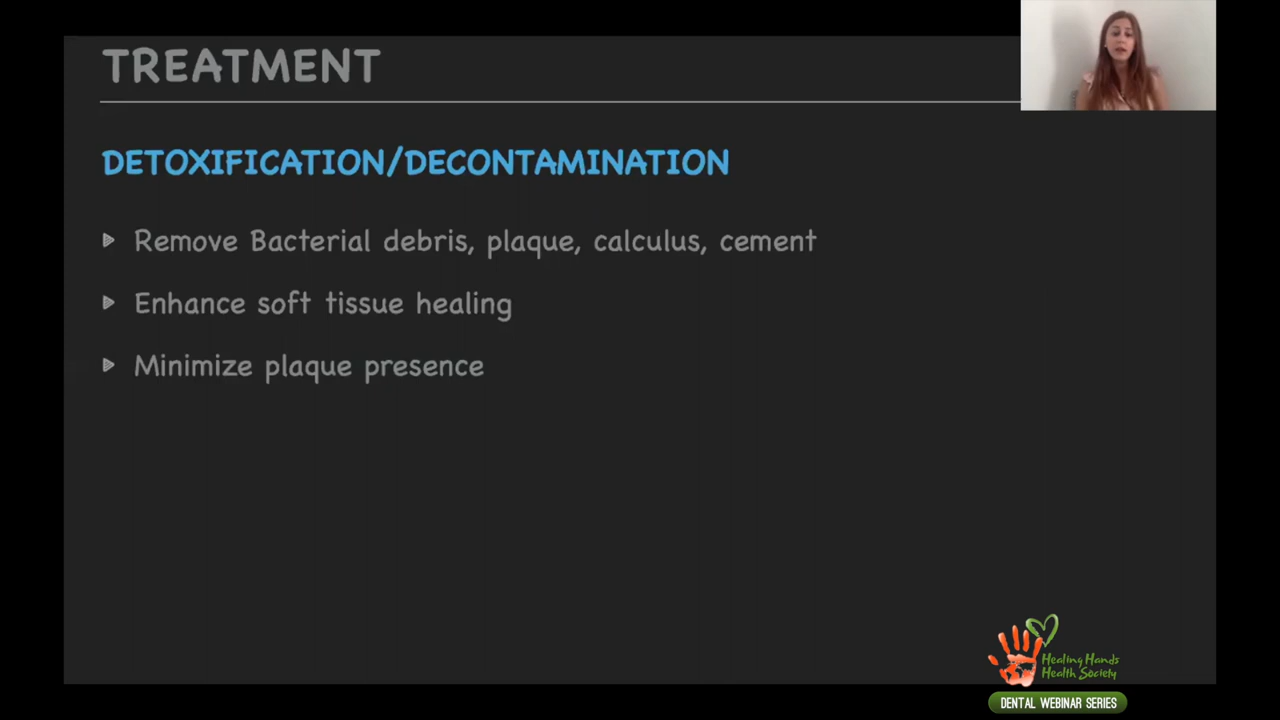 TREATMENT
DETOXIFICATION/DECONTAMINATION
Remove Bacterial debris, plaque, calculus, cement
Enhance soft tissue healing
Minimize plaque presence
Healing Hands
Health Society
DENTAL WEBINAR SERIES